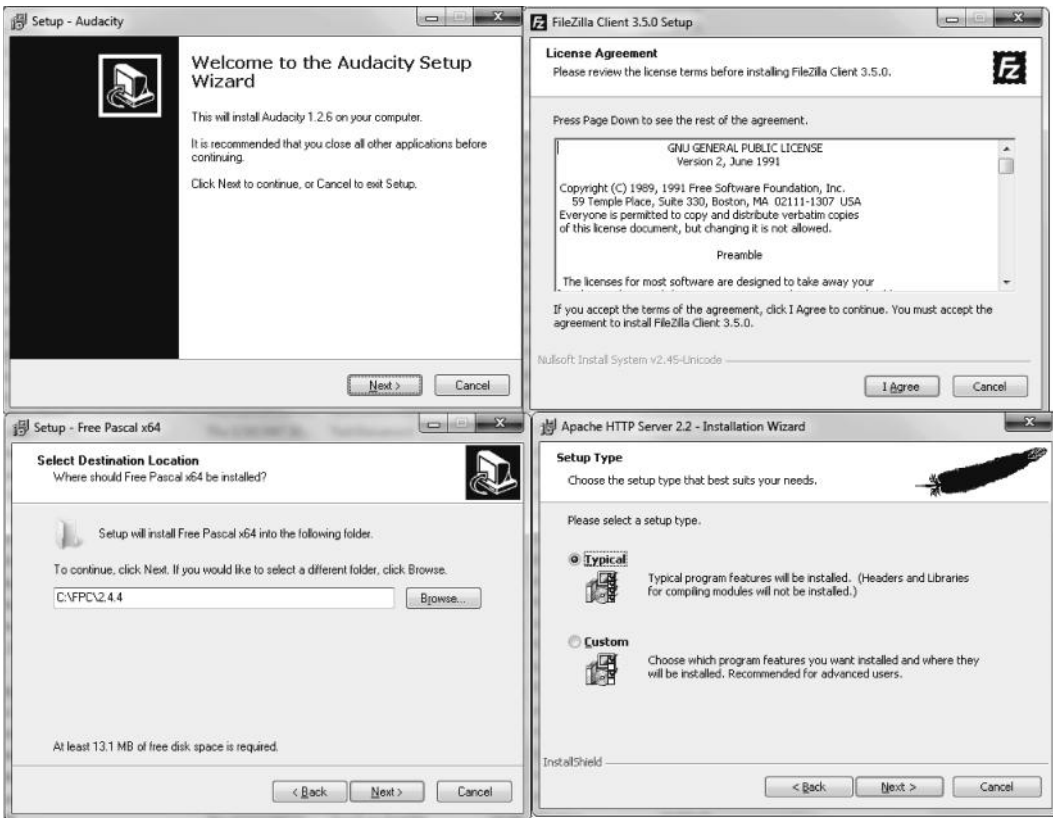 Setup - Audacity
Welcome to the Audacity Setup
Wizard
This will install Audacity 1.2.6 on your computer.
It is recommended that you close all other applications before
continuing.
Click Next to continue, or Cancel to exit Setup.
Next >
Cancel
FileZilla Client 3.5.0 Setup
License Agreement
Please review the license terms before installing FileZilla Client 3.5.0.
Fz
Press Page Down to see the rest of the agreement.
GNU GENERAL PUBLIC LICENSE
Version 2, June 1991
Copyright (C) 1989, 1991 Free Software Foundation, Inc.
59 Temple Place, Suite 330, Boston, MA 02111-1307 USA
Everyone is permitted to copy and distribute verbatim copies
of this license document, but changing it is not allowed.
Preamble
The licenses for most software are designed to take away your
If you accept the terms of the agreement, click I Agree to continue. You must accept the
agreement to install FileZilla Client 3.5.0.
Nullsoft Install System v2.45-Unicode
I Agree
Cancel
Setup - Free Pascal x64
Select Destination Location
Where should Free Pascal x64 be installed?
Setup will install Free Pascal x64 into the following folder.
To continue, click Next. If you would like to select a different folder, click Browse.
C:\FPC\2.4.4
Browse...
At least 13.1 MB of free disk space is required.
< Back
Next >
Cancel
Apache HTTP Server 2.2 - Installation Wizard
Setup Type
Choose the setup type that best suits your needs.
Please select a setup type.
Typical
Typical program features will be installed. (Headers and Libraries
for compiling modules will not be installed.)
Custom
Choose which program features you want installed and where they
will be installed. Recommended for advanced users.
InstallShield
< Back
Next >
Cancel